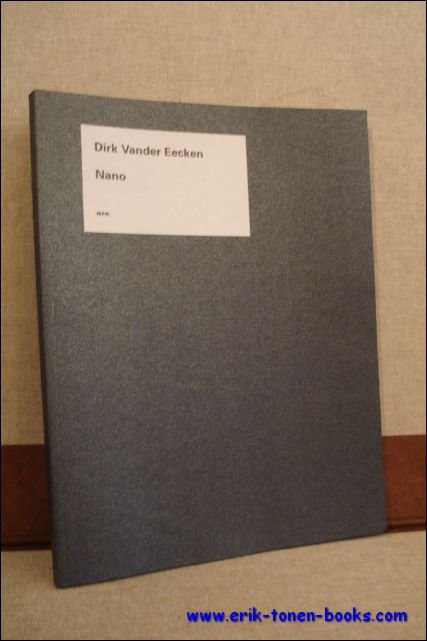 Dirk Vander Eecken
Nano
MER.
www.erik-tonen-books.com